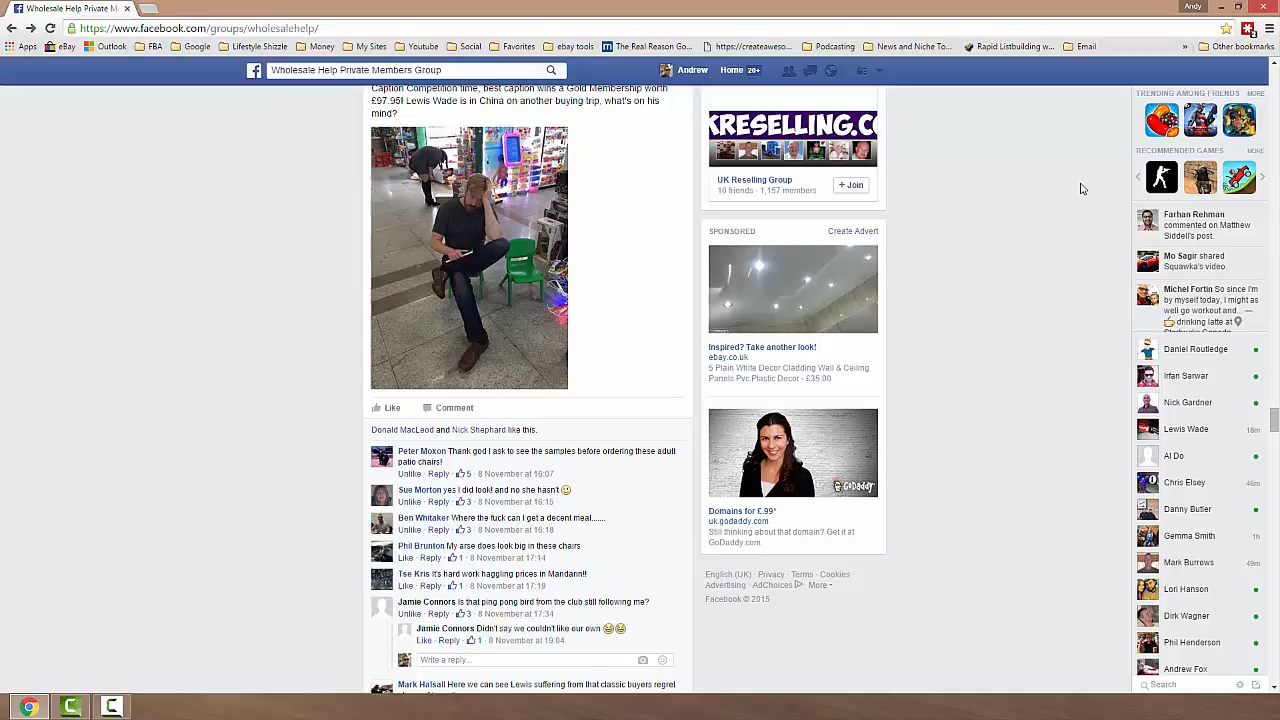 Wholesale Help Private M
Andy
https://www.facebook.com/groups/wholesalehelp/
Apps eBay Outlook FBA Google Lifestyle Shizzle Money My Sites Youtube Social Favorites ebay tools The Real Reason Go... https://createaweso... Podcasting News and Niche To... Rapid Listbuilding w... Email » Other bookmarks
Wholesale Help Private Members Group
Andrew Home 20+
Caption Competition time, best caption wins a Gold Membership worth
£97.95! Lewis Wade is in China on another buying trip, what's on his
mind?
Like Comment
Donald MacLeod and Nick Shephard like this.
Peter Moxon Thank god I ask to see the samples before ordering these adult
patio chairs!
Unlike · Reply · 5 · 8 November at 16:07
Sue Morton yes I did look!! and no she hasn't
Unlike · Reply · 3 · 8 November at 16:15
Ben Whitaker Where the fuck can I get a decent meal.......
Unlike · Reply · 3 · 8 November at 16:18
Phil Brunton My arse does look big in these chairs
Like · Reply · 1 · 8 November at 17:14
Tse Kris It's hard work haggling prices in Mandarin!!
Like · Reply · 1 · 8 November at 17:19
Jamie Connors Is that ping pong bird from the club still following me?
Unlike · Reply · 3 · 8 November at 17:34
Jamie Connors Didn't say we couldn't like our own
Like · Reply · 1 · 8 November at 19:04
Write a reply...
Mark Halsall Here we can see Lewis suffering from that classic buyers regret
KRESELLING.C
UK Reselling Group
10 friends · 1,157 members
+ Join
SPONSORED Create Advert
Inspired? Take another look!
ebay.co.uk
5 Plain White Decor Cladding Wall & Ceiling
Panels Pvc Plastic Decor - £35.00
GoDaddy
Domains for £.99*
uk.godaddy.com
Still thinking about that domain? Get it at
GoDaddy.com.
English (UK) · Privacy · Terms · Cookies ·
Advertising · AdChoices · More
Facebook © 2015
TRENDING AMONG FRIENDS MORE
RECOMMENDED GAMES MORE
Farhan Rehman
commented on Matthew
Siddell's post.
Mo Sagir shared
Squawka's video.
Michel Fortin So since I'm
by myself today, I might as
well go workout and... —
drinking latte at
Daniel Routledge
Irfan Sarwar
Nick Gardner
Lewis Wade 18m
Al Do
Chris Elsey 46m
Danny Butler
Gemma Smith 1h
Mark Burrows 49m
Lori Hanson
Dirk Wagner
Phil Henderson
Andrew Fox
Search